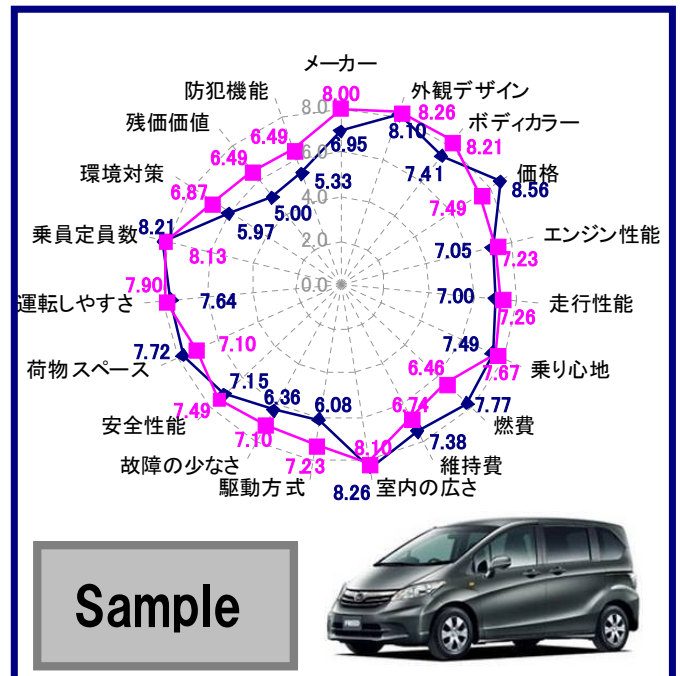 メーカー
防犯機能
外観デザイン
8.0
8.00
8.26
残価価値
ボディカラー
6.49
6.95
8.10
8.21
6.0
6.49
5.33
7.41
価格
環境対策
6.87
8.56
4.0
5.00
7.49
乗員定員数
8.21
5.97
エンジン性能
8.13
2.0
7.05
7.23
運転しやすさ
7.90
7.64
0.0
7.00
走行性能
7.26
荷物スペース
7.72
7.10
7.49
乗り心地
7.67
6.46
安全性能
7.49
7.15
6.36
6.08
6.74
7.77
燃費
故障の少なさ
7.10
8.10
7.38
維持費
駆動方式
7.23
8.26
室内の広さ
Sample
FREED